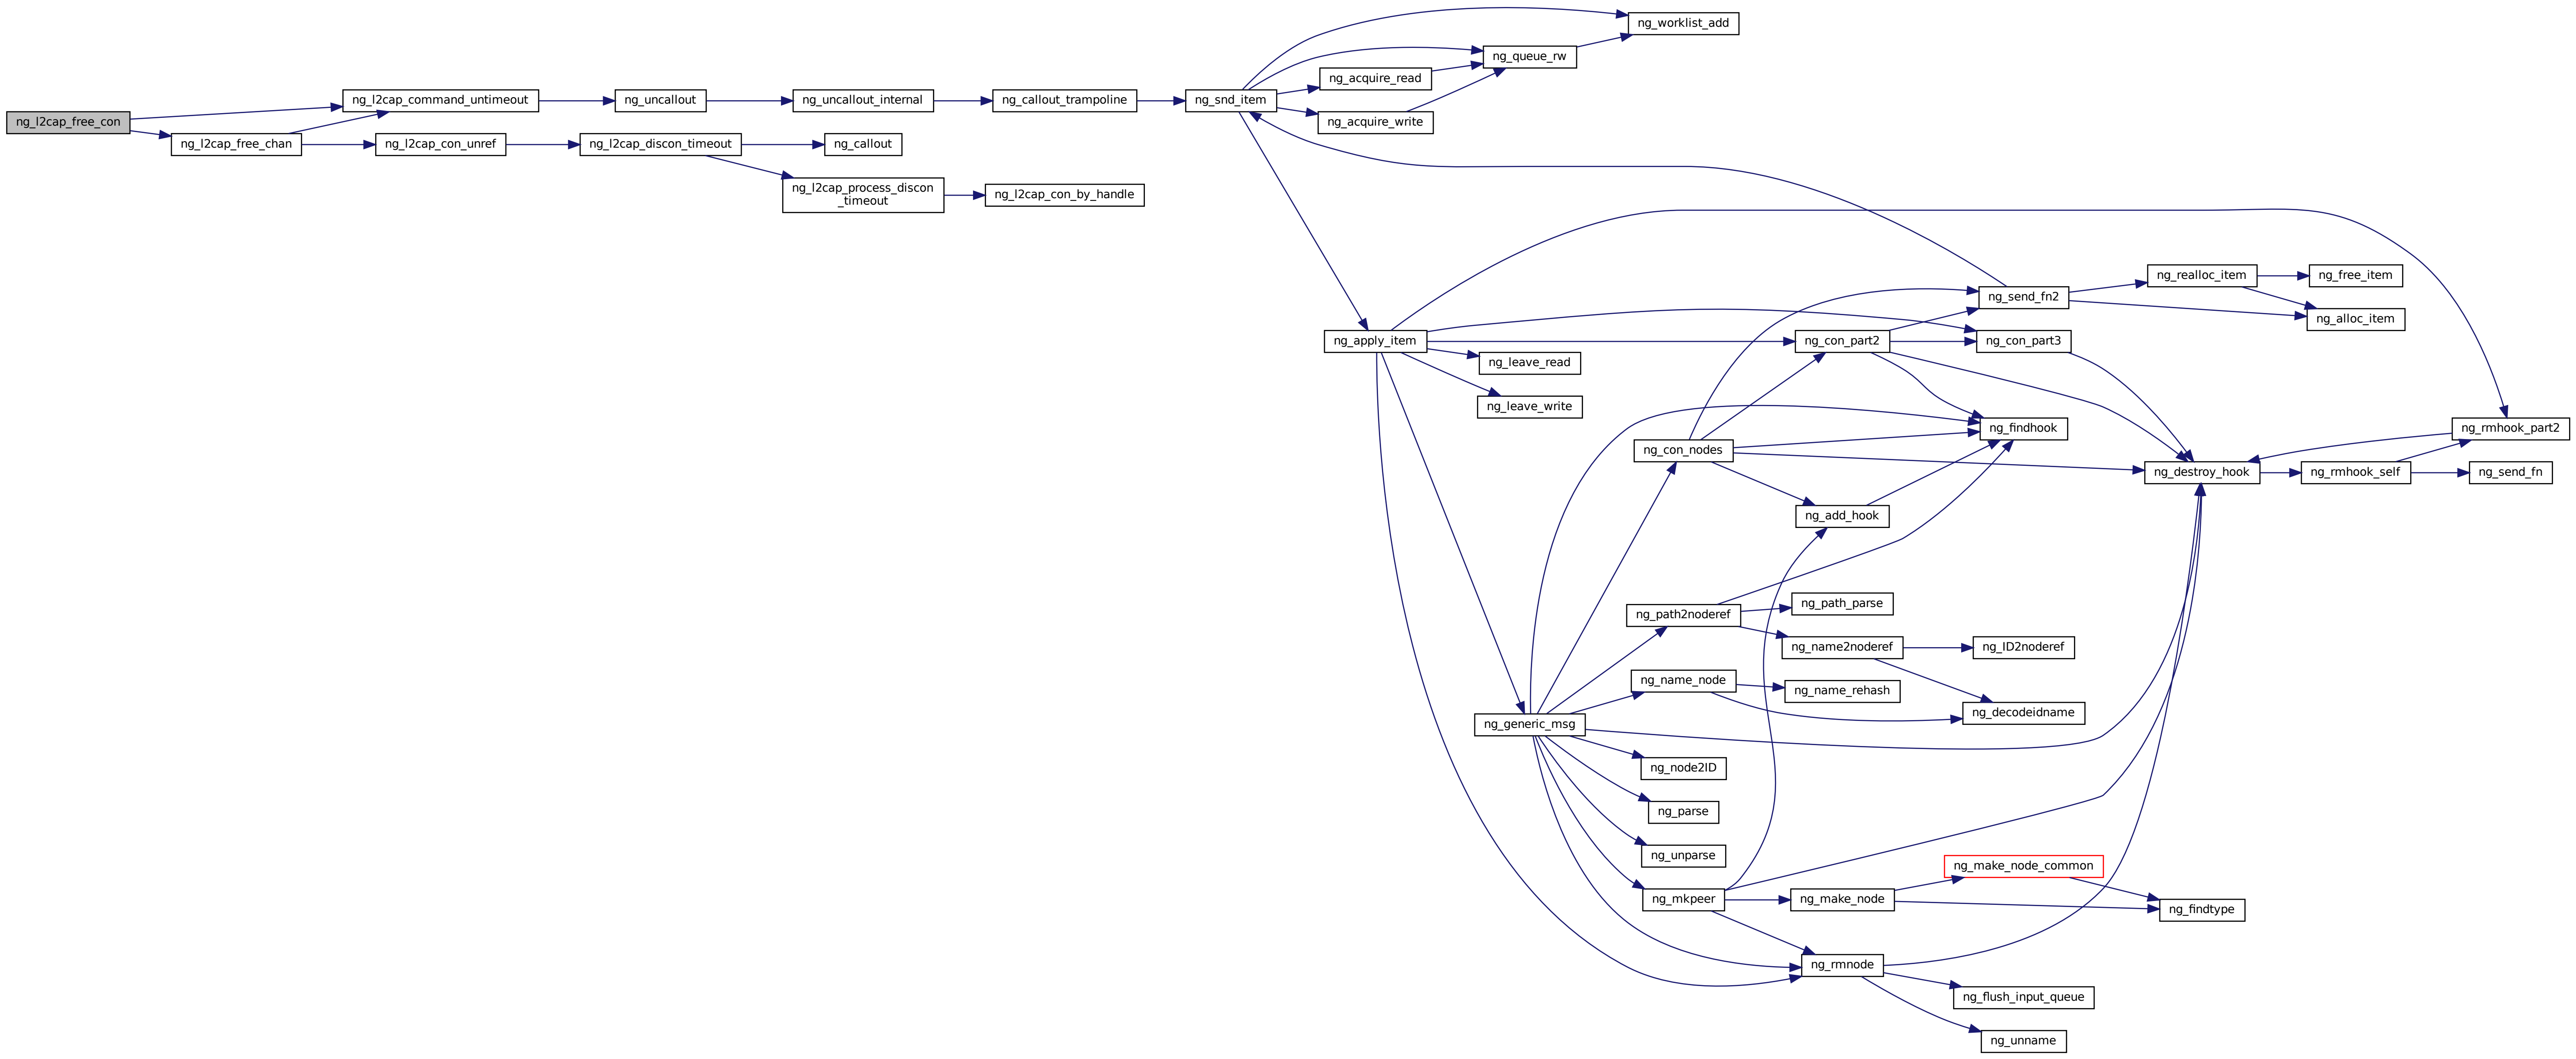 ng_l2cap_free_con
ng_l2cap_command_untimeout
ng_l2cap_free_chan
ng_uncallout
ng_l2cap_con_unref
ng_l2cap_discon_timeout
ng_uncallout_internal
ng_callout
ng_l2cap_process_discon
_timeout
ng_callout_trampoline
ng_l2cap_con_by_handle
ng_snd_item
ng_worklist_add
ng_queue_rw
ng_acquire_read
ng_acquire_write
ng_apply_item
ng_leave_read
ng_leave_write
ng_generic_msg
ng_con_nodes
ng_path2noderef
ng_name_node
ng_node2ID
ng_parse
ng_unparse
ng_mkpeer
ng_con_part2
ng_add_hook
ng_path_parse
ng_name2noderef
ng_name_rehash
ng_make_node
ng_rmnode
ng_send_fn2
ng_con_part3
ng_findhook
ng_ID2noderef
ng_decodeidname
ng_make_node_common
ng_flush_input_queue
ng_unname
ng_realloc_item
ng_free_item
ng_alloc_item
ng_destroy_hook
ng_findtype
ng_rmhook_self
ng_rmhook_part2
ng_send_fn